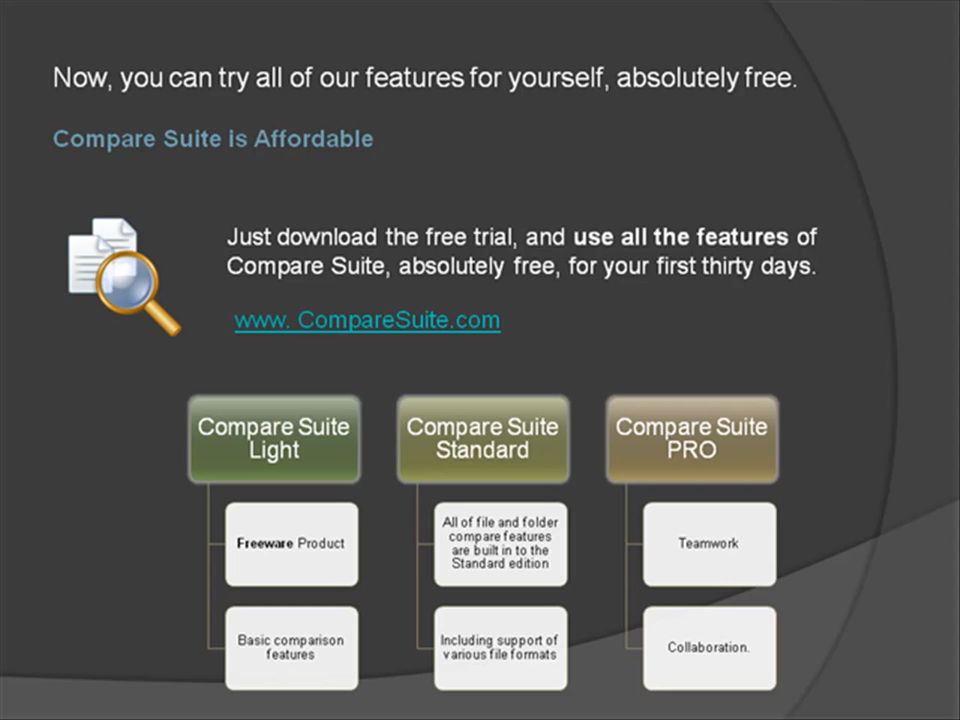 Now, you can try all of our features for yourself, absolutely free.
Compare Suite is Affordable
Just download the free trial, and use all the features of
Compare Suite, absolutely free, for your first thirty days.
www. CompareSuite.com
Compare Suite
Light
Freeware Product
Basic comparison
features
Compare Suite
Standard
All of file and folder
compare features
are built in to the
Standard edition
Including support of
various file formats
Compare Suite
PRO
Teamwork
Collaboration.